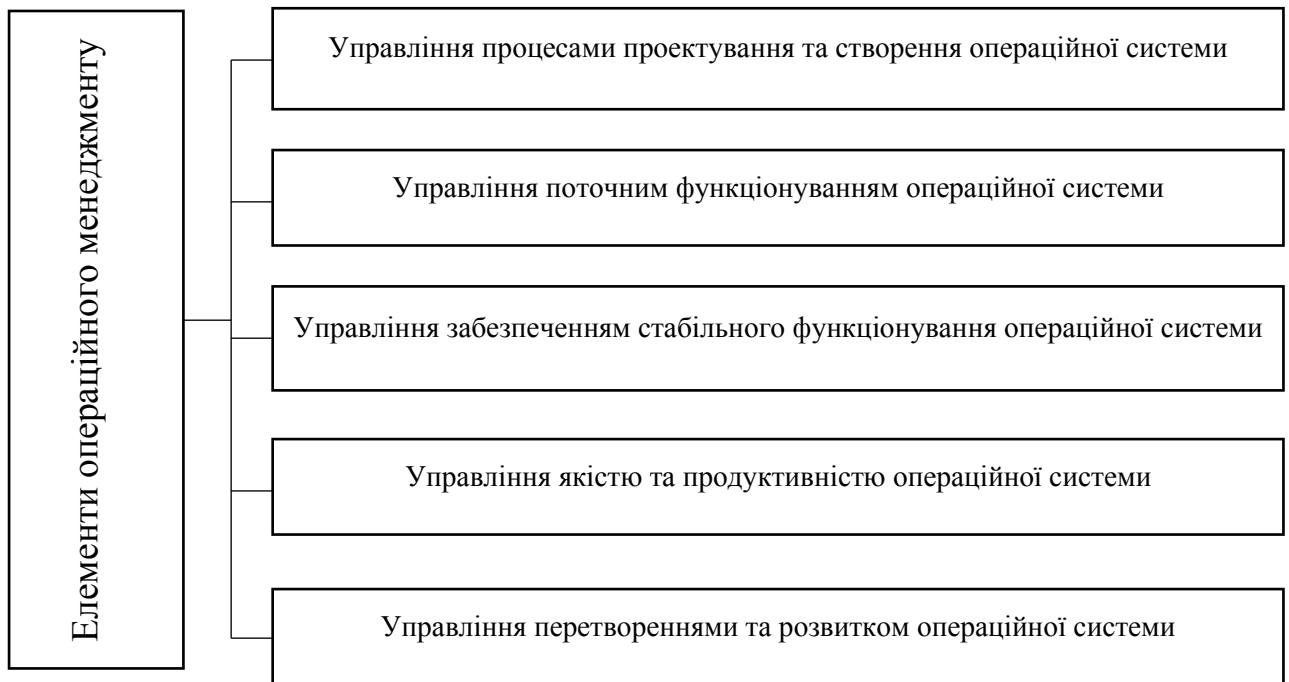 Елементи операційного менеджменту
Управління процесами проектування та створення операційної системи
Управління поточним функціонуванням операційної системи
Управління забезпеченням стабільного функціонування операційної системи
Управління якістю та продуктивністю операційної системи
Управління перетвореннями та розвитком операційної системи